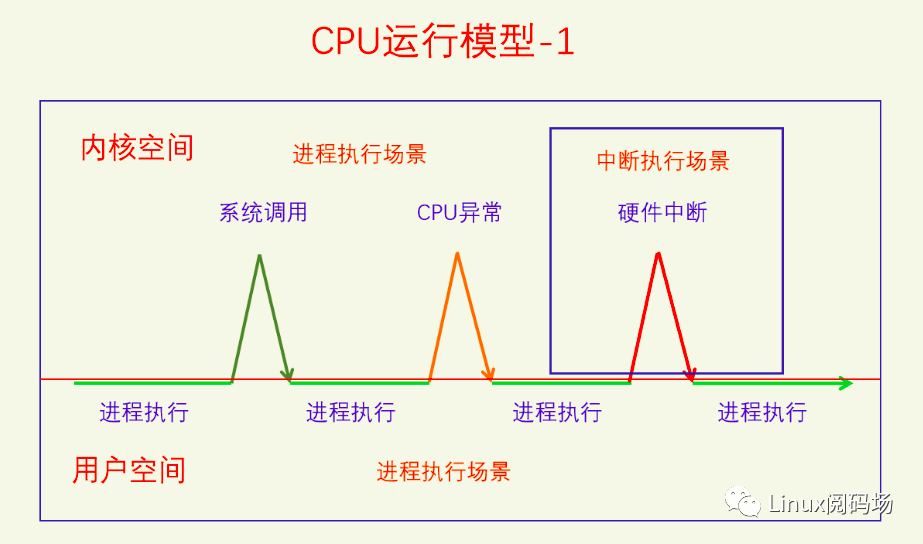 CPU运行模型-1
内核空间
进程执行场景
中断执行场景
系统调用
CPU异常
硬件中断
进程执行
进程执行
进程执行
进程执行
用户空间
进程执行场景
Linux阅码场